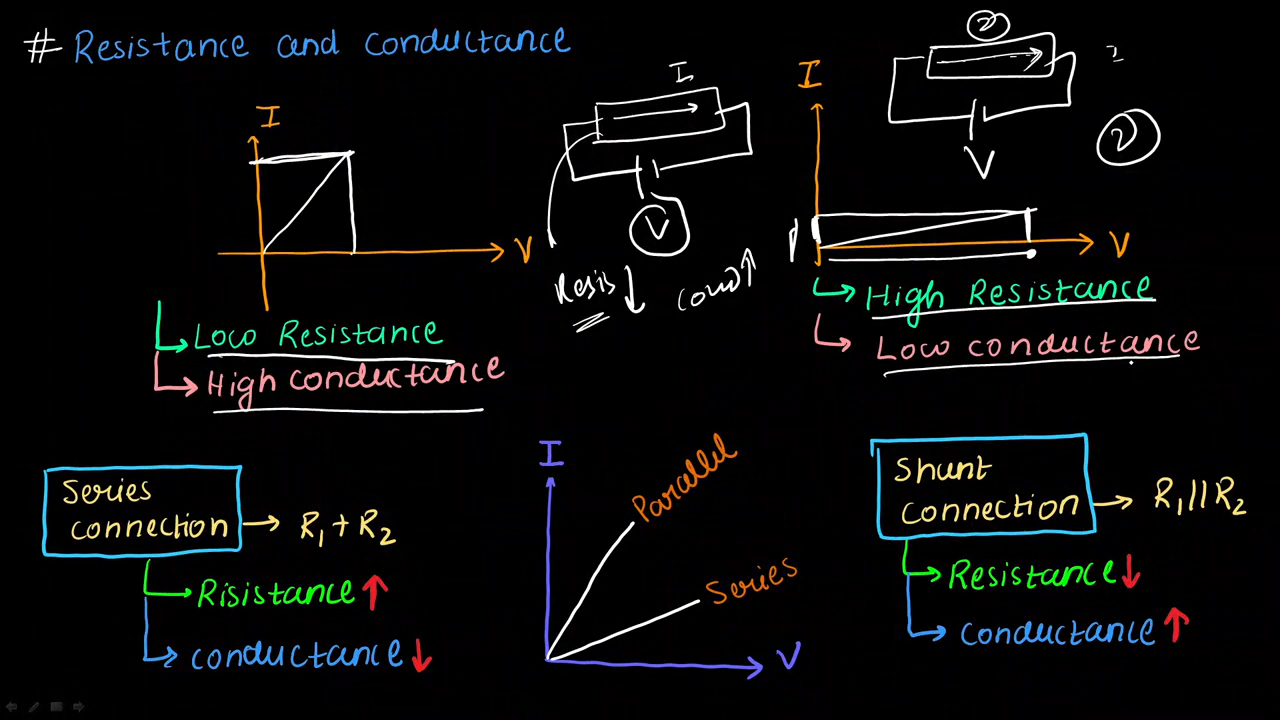 # Resistance and conductance
I
V
Low Resistance
High conductance
I
V
Resis↓ cond↑
I
V
V
High Resistance
Low conductance
Series
connection → R₁ + R₂
Risistance ↑
conductance ↓
I
Parallel
Series
V
Shunt
connection → R₁ || R₂
Resistance ↓
conductance ↑